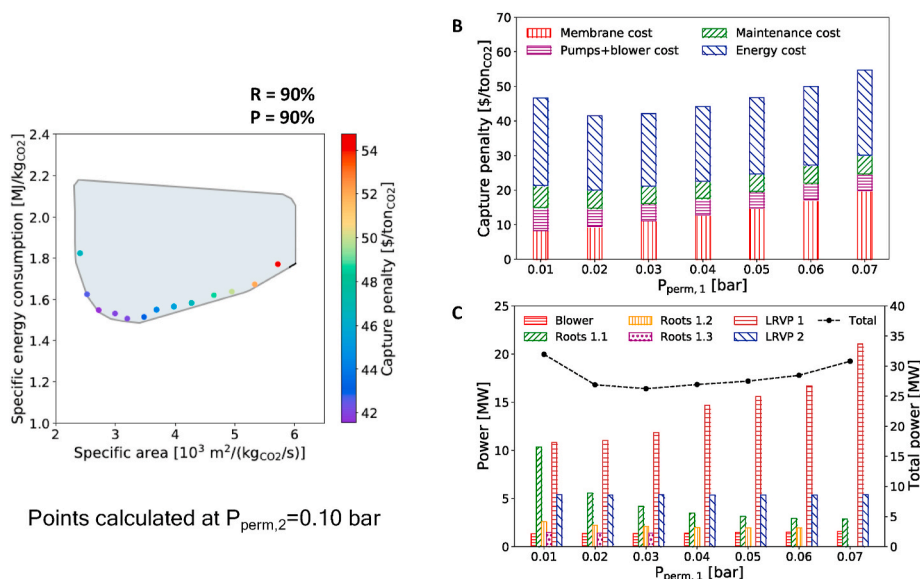 R = 90%
P = 90%
2.4
2.2
2.0
1.8
1.6
1.4
1.2
1.0
Specific energy consumption [MJ/kgCO2]
2 3 4 5 6
Specific area [10³ m²/(kgCO2/s)]
54
52
50
48
46
44
42
Capture penalty [$/tonCO2]
Points calculated at Pperm,2=0.10 bar
B
Membrane cost
Pumps+blower cost
Maintenance cost
Energy cost
70
60
50
40
30
20
10
0
Capture penalty [$/tonCO2]
0.01 0.02 0.03 0.04 0.05 0.06 0.07
Pperm, 1 [bar]
C
Blower
Roots 1.1
Roots 1.2
Roots 1.3
LRVP 1
LRVP 2
Total
25
20
15
10
5
0
Power [MW]
40
35
30
25
20
15
10
5
0
Total power [MW]
0.01 0.02 0.03 0.04 0.05 0.06 0.07
Pperm, 1 [bar]